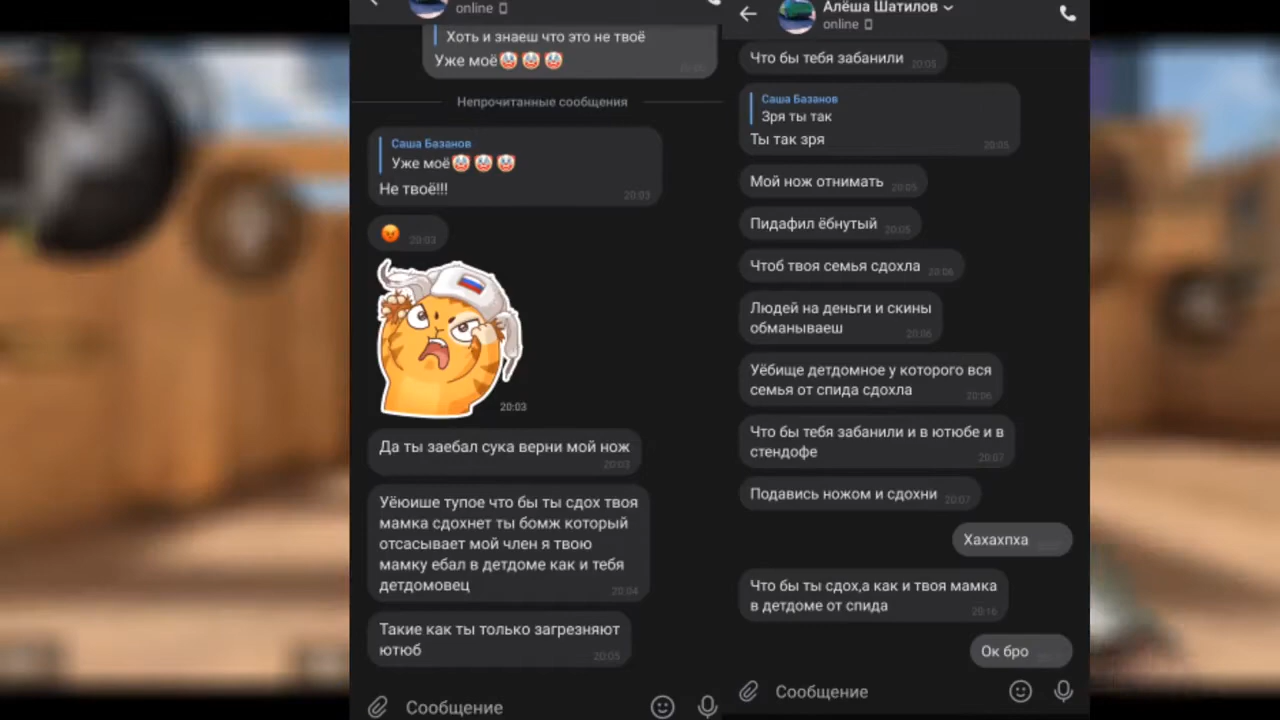 online
Хоть и знаешь что это не твоё
Уже моё🤡🤡🤡
Непрочитанные сообщения
Саша Базанов
Уже моё🤡🤡🤡
Не твоё!!!
20:03
😡 20:03
20:03
Да ты заебал сука верни мой нож
20:03
Уёюише тупое что бы ты сдох твоя
мамка сдохнет ты бомж который
отсасывает мой член я твою
мамку ебал в детдоме как и тебя
детдомовец
20:04
Такие как ты только загрезняют
ютюб
20:05
Сообщение
Алёша Шатилов
online
Что бы тебя забанили 20:05
Саша Базанов
Зря ты так
Ты так зря
20:05
Мой нож отнимать 20:05
Пидафил ёбнутый 20:05
Чтоб твоя семья сдохла 20:06
Людей на деньги и скины
обманываеш 20:06
Уёбище детдомное у которого вся
семья от спида сдохла 20:06
Что бы тебя забанили и в ютюбе и в
стендофе 20:07
Подавись ножом и сдохни 20:07
Хахахпха
Что бы ты сдох,а как и твоя мамка
в детдоме от спида 20:16
Ок бро
Сообщение